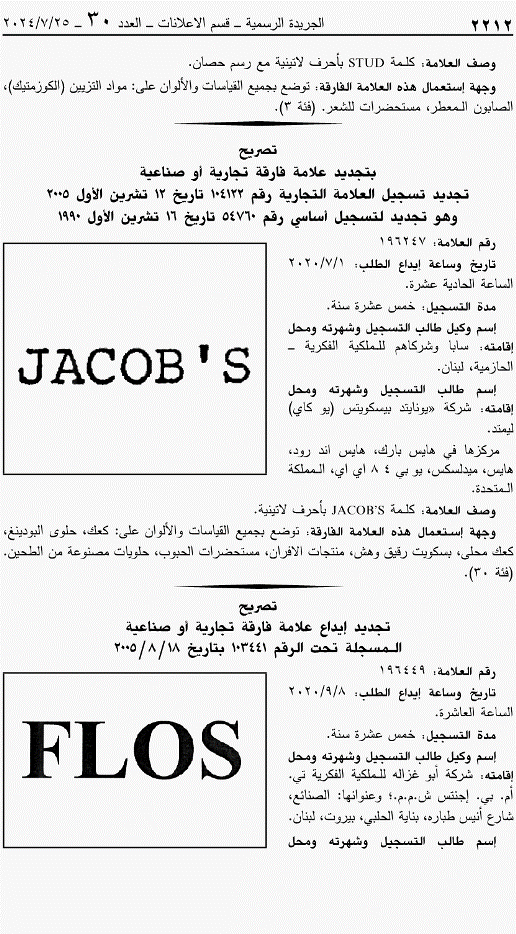 ٢٢١٢
الجريدة الرسمية ــ قسم الاعلانات ــ العدد ٣٠ ــ ٢٠٢٤/٧/٢٥
وصف العلامة: كلمة STUD بأحرف لاتينية مع رسم حصان.
وجهة إستعمال هذه العلامة الفارقة: توضع بجميع القياسات والألوان على: مواد التزيين (الكوزمتيك)،
الصابون المعطر، مستحضرات للشعر. (فئة ٣).
تصريح
بتجديد علامة فارقة تجارية أو صناعية
تجديد تسجيل العلامة التجارية رقم ١٠٤١٢٢ تاريخ ١٢ تشرين الأول ٢٠٠٥
وهو تجديد لتسجيل أساسي رقم ٥٤٧٦٠ تاريخ ١٦ تشرين الأول ١٩٩٠
رقم العلامة: ١٩٦٢٤٧
تاريخ وساعة إيداع الطلب: ٢٠٢٠/٧/١
الساعة الحادية عشرة.
مدة التسجيل: خمس عشرة سنة.
إسم وكيل طالب التسجيل وشهرته ومحل
إقامته: سابا وشركاهم للملكية الفكرية ــ
الحازمية، لبنان.
إسم طالب التسجيل وشهرته ومحل
إقامته: شركة «يونايتد بيسكويتس (يو كاي)
ليمتد.
مركزها في هايس بارك، هايس اند رود،
هايس، ميدلسكس، يو بي ٤ ٨ اي اي، المملكة
المتحدة.
JACOB'S
وصف العلامة: كلمة JACOB'S بأحرف لاتينية.
وجهة إستعمال هذه العلامة الفارقة: توضع بجميع القياسات والألوان على: كعك، حلوى البودينغ،
كعك محلى، بسكويت رقيق وهش، منتجات الافران، مستحضرات الحبوب، حلويات مصنوعة من الطحين.
(فئة ٣٠).
تصريح
تجديد إيداع علامة فارقة تجارية أو صناعية
المسجلة تحت الرقم ١٠٣٤٤١ بتاريخ ٢٠٠٥/٨/١٨
رقم العلامة: ١٩٦٤٤٩
تاريخ وساعة إيداع الطلب: ٢٠٢٠/٩/٨
الساعة العاشرة.
مدة التسجيل: خمس عشرة سنة.
إسم وكيل طالب التسجيل وشهرته ومحل
إقامته: شركة أبو غزاله للملكية الفكرية تي.
أم. بي. إجنتس ش.م.م.؛ وعنوانها: الصنائع،
شارع أنيس طباره، بناية الحلبي، بيروت، لبنان.
إسم طالب التسجيل وشهرته ومحل
FLOS